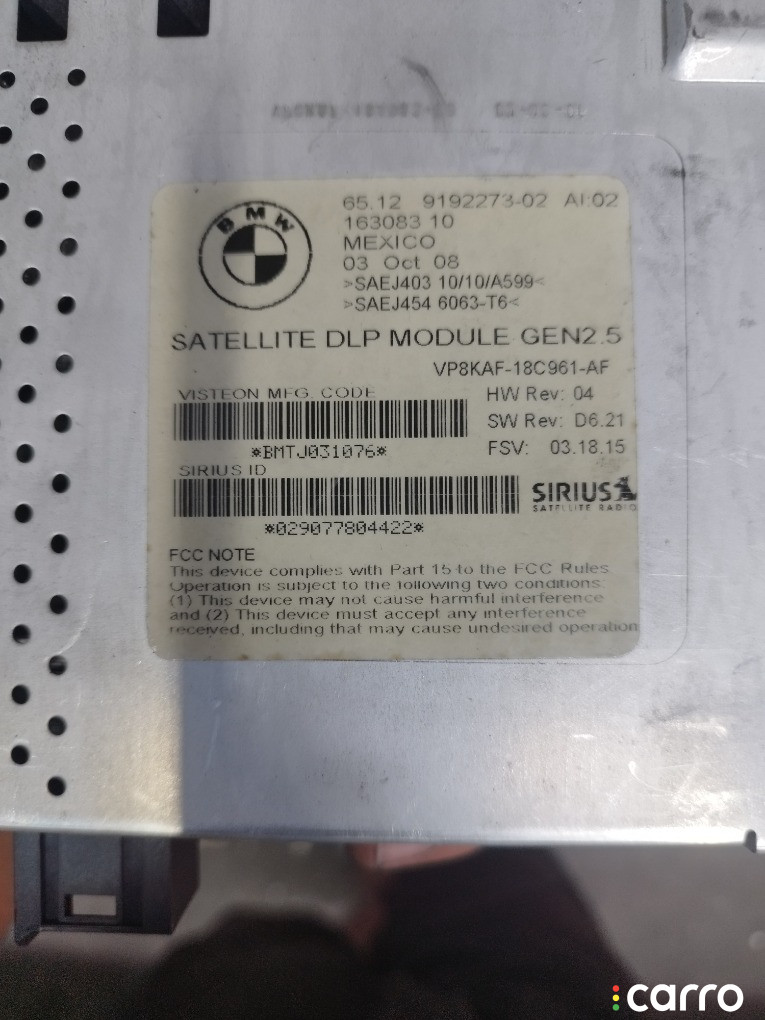 BMW
65.12 9192273-02 AI:02
163083 10
MEXICO
03 Oct 08
>SAEJ403 10/10/A599<
>SAEJ454 6063-T6<
SATELLITE DLP MODULE GEN2.5
VP8KAF-18C961-AF
VISTEON MFG. CODE
HW Rev: 04
SW Rev: D6.21
*BMTJ031076*
FSV: 03.18.15
SIRIUS ID
SIRIUS
SATELLITE RADIO
*029077804422*
FCC NOTE
This device complies with Part 15 to the FCC Rules.
Operation is subject to the following two conditions:
(1) This device may not cause harmful interference
and (2) This device must accept any interference
received, including that may cause undesired operation
carro